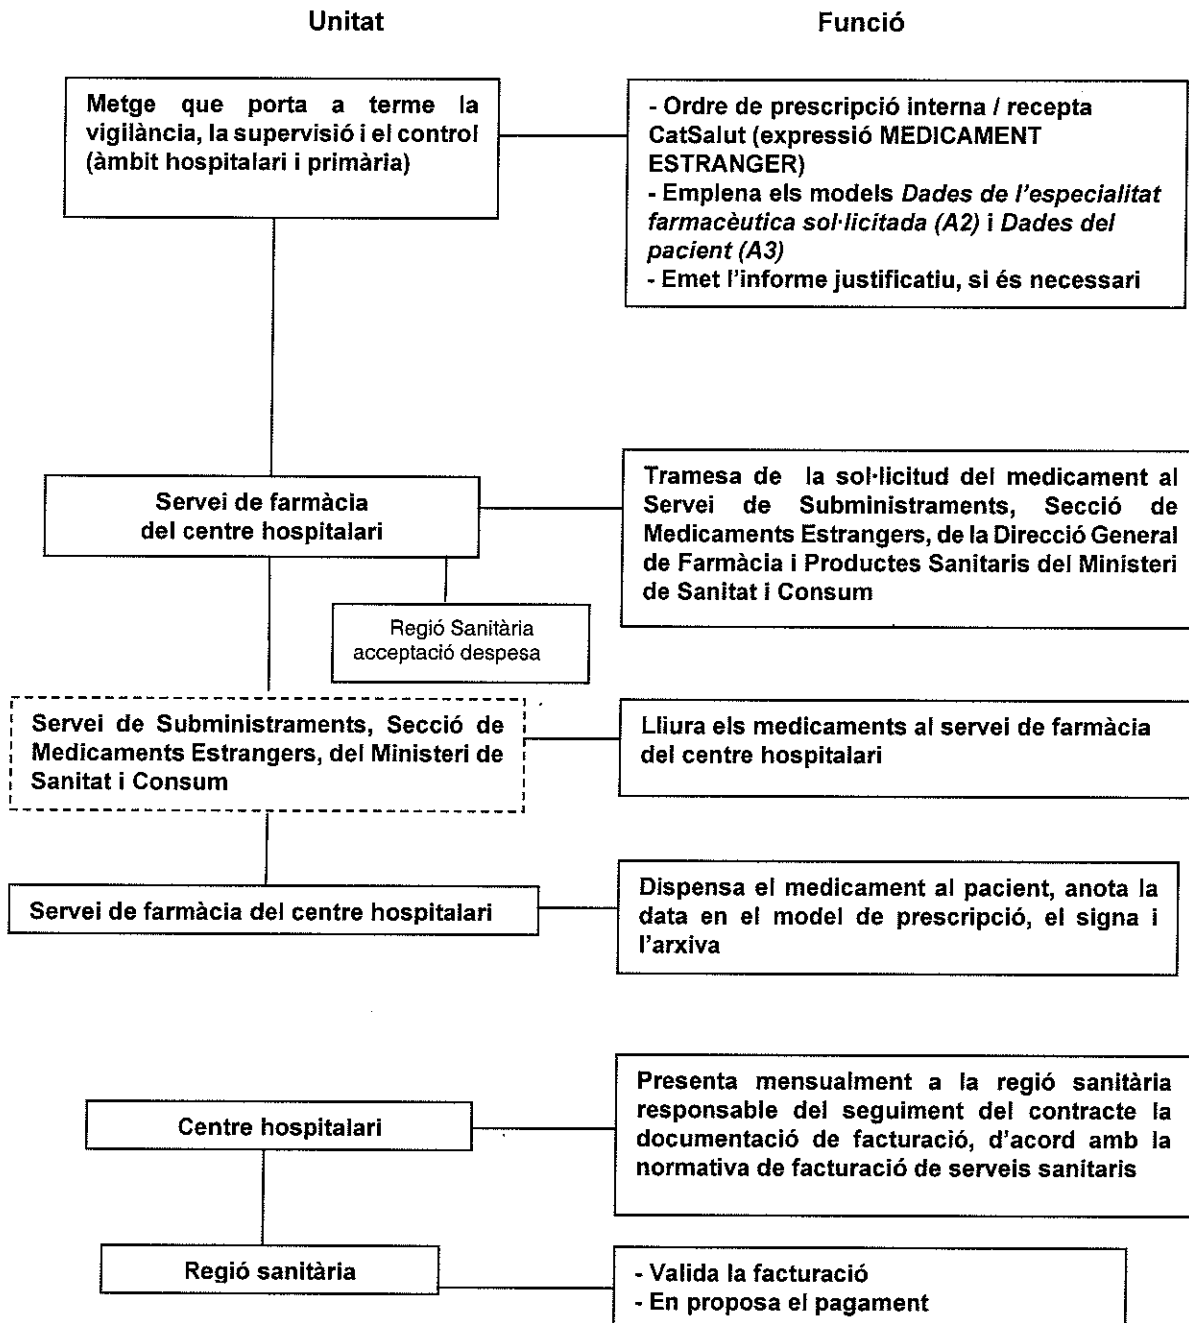 Unitat
Funció
Metge que porta a terme la
vigilància, la supervisió i el control
(àmbit hospitalari i primària)
- Ordre de prescripció interna / recepta
CatSalut (expressió MEDICAMENT
ESTRANGER)
- Emplena els models Dades de l'especialitat
farmacèutica sol·licitada (A2) i Dades del
pacient (A3)
- Emet l'informe justificatiu, si és necessari
Servei de farmàcia
del centre hospitalari
Tramesa de la sol·licitud del medicament al
Servei de Subministraments, Secció de
Medicaments Estrangers, de la Direcció General
de Farmàcia i Productes Sanitaris del Ministeri
de Sanitat i Consum
Regió Sanitària
acceptació despesa
Servei de Subministraments, Secció de
Medicaments Estrangers, del Ministeri de
Sanitat i Consum
Lliura els medicaments al servei de farmàcia
del centre hospitalari
Servei de farmàcia del centre hospitalari
Dispensa el medicament al pacient, anota la
data en el model de prescripció, el signa i
l'arxiva
Centre hospitalari
Presenta mensualment a la regió sanitària
responsable del seguiment del contracte la
documentació de facturació, d'acord amb la
normativa de facturació de serveis sanitaris
Regió sanitària
- Valida la facturació
- En proposa el pagament